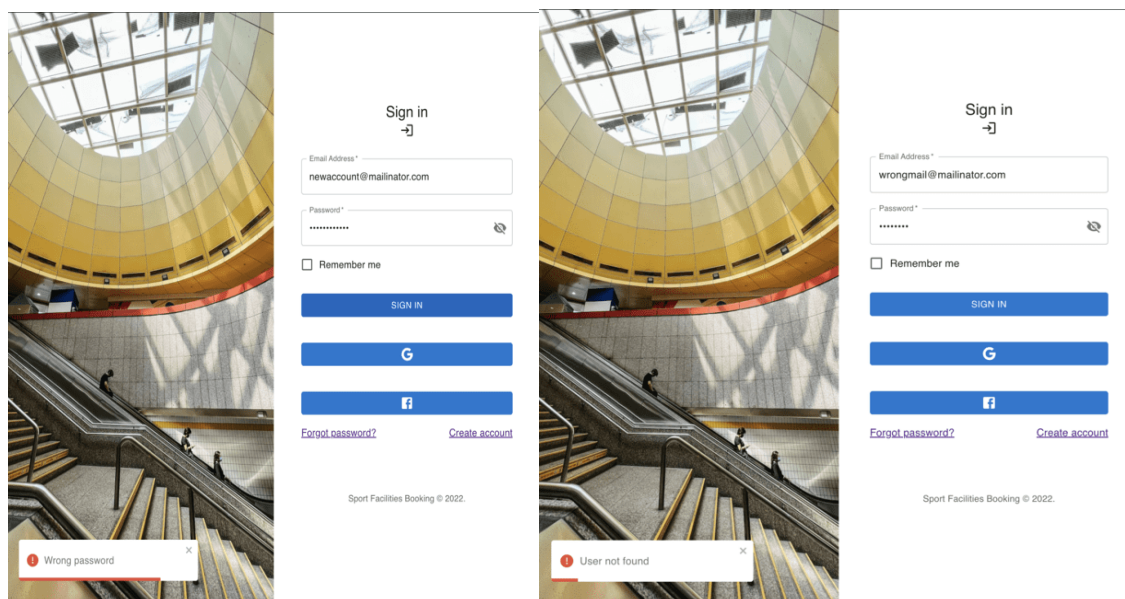 Sign in
Email Address *
newaccount@mailinator.com
Password *
••••••••••••
Remember me
SIGN IN
G
Forgot password? Create account
Sport Facilities Booking © 2022.
Wrong password
Sign in
Email Address *
wrongmail@mailinator.com
Password *
••••••••
Remember me
SIGN IN
G
Forgot password? Create account
Sport Facilities Booking © 2022.
User not found